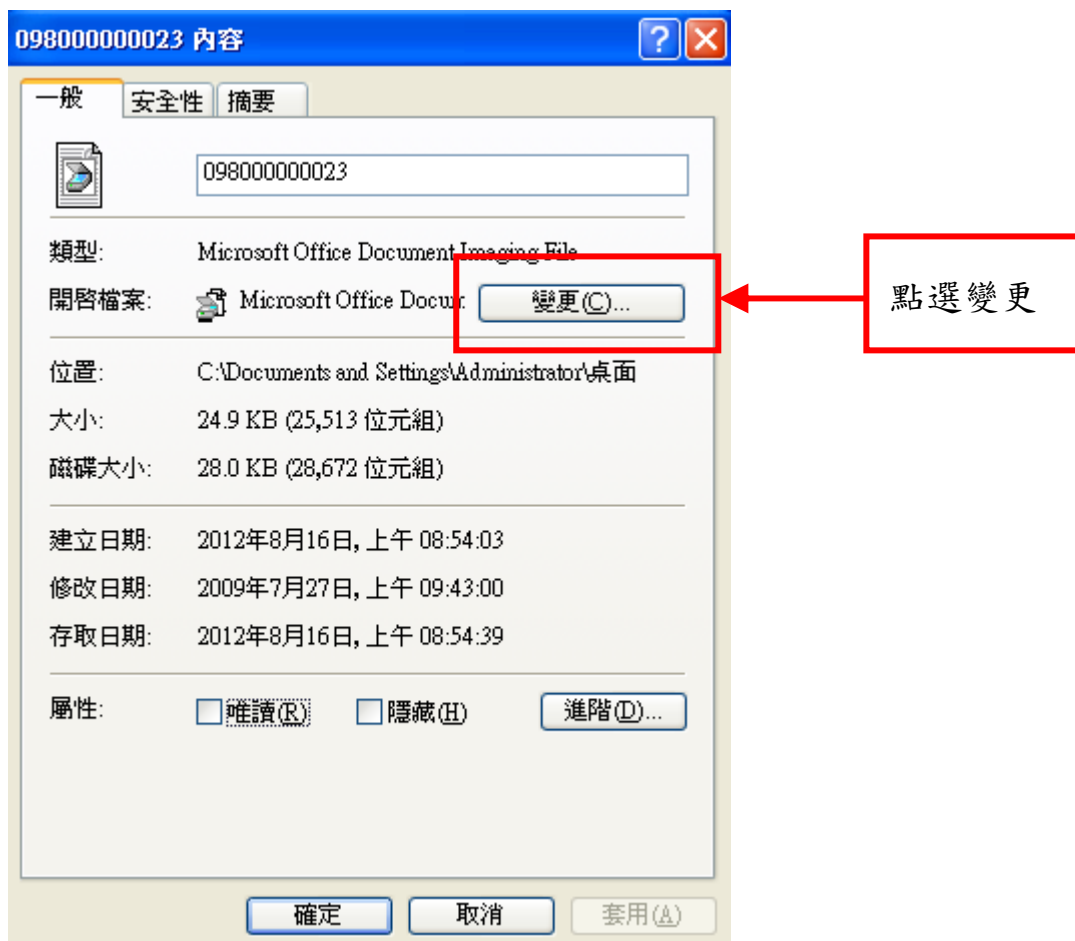 098000000023 內容
一般 安全性 摘要
098000000023
類型: Microsoft Office Document Imaging File
開啓檔案: Microsoft Office Docum 變更(C)...
點選變更
位置: C:\Documents and Settings\Administrator\桌面
大小: 24.9 KB (25,513 位元組)
磁碟大小: 28.0 KB (28,672 位元組)
建立日期: 2012年8月16日, 上午 08:54:03
修改日期: 2009年7月27日, 上午 09:43:00
存取日期: 2012年8月16日, 上午 08:54:39
屬性: 唯讀(R) 隱藏(H) 進階(D)...
確定 取消 套用(A)